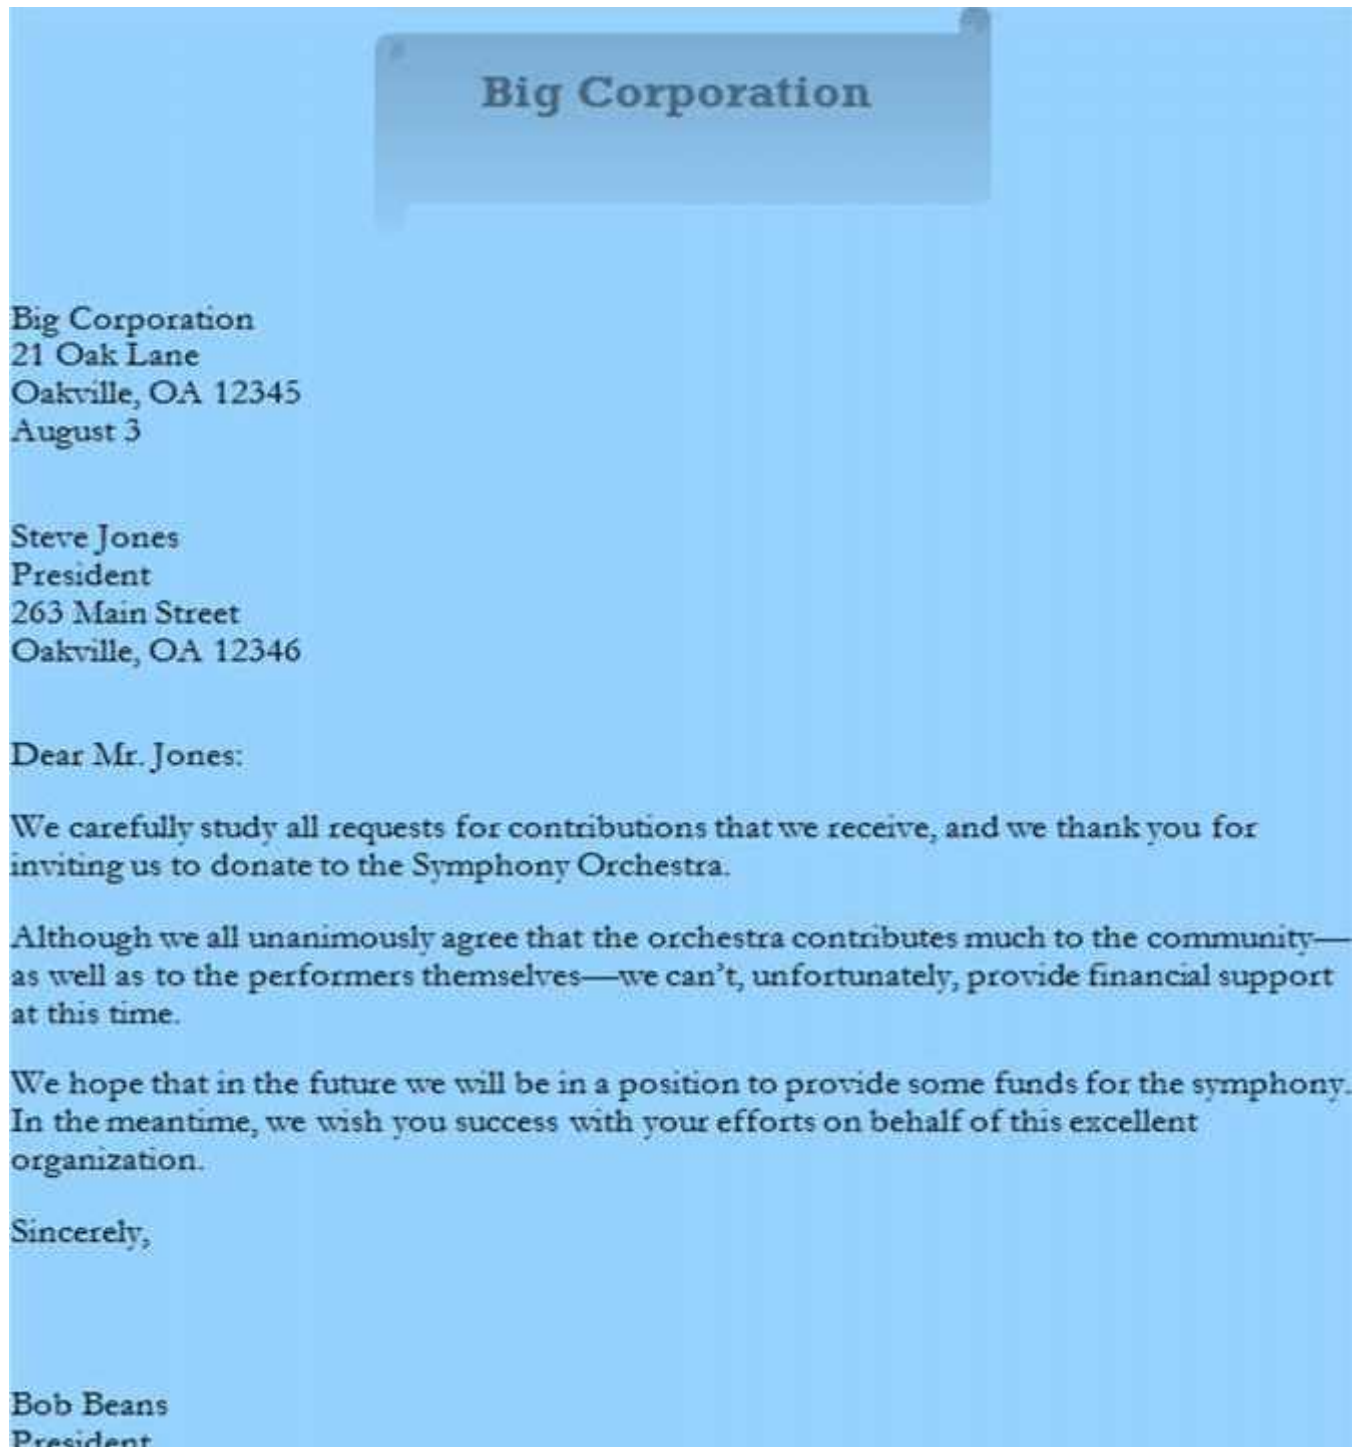 Big Corporation
Big Corporation
21 Oak Lane
Oakville, OA 12345
August 3
Steve Jones
President
263 Main Street
Oakville, OA 12346
Dear Mr. Jones:
We carefully study all requests for contributions that we receive, and we thank you for
inviting us to donate to the Symphony Orchestra.
Although we all unanimously agree that the orchestra contributes much to the community—
as well as to the performers themselves—we can’t, unfortunately, provide financial support
at this time.
We hope that in the future we will be in a position to provide some funds for the symphony.
In the meantime, we wish you success with your efforts on behalf of this excellent
organization.
Sincerely,
Bob Beans
President